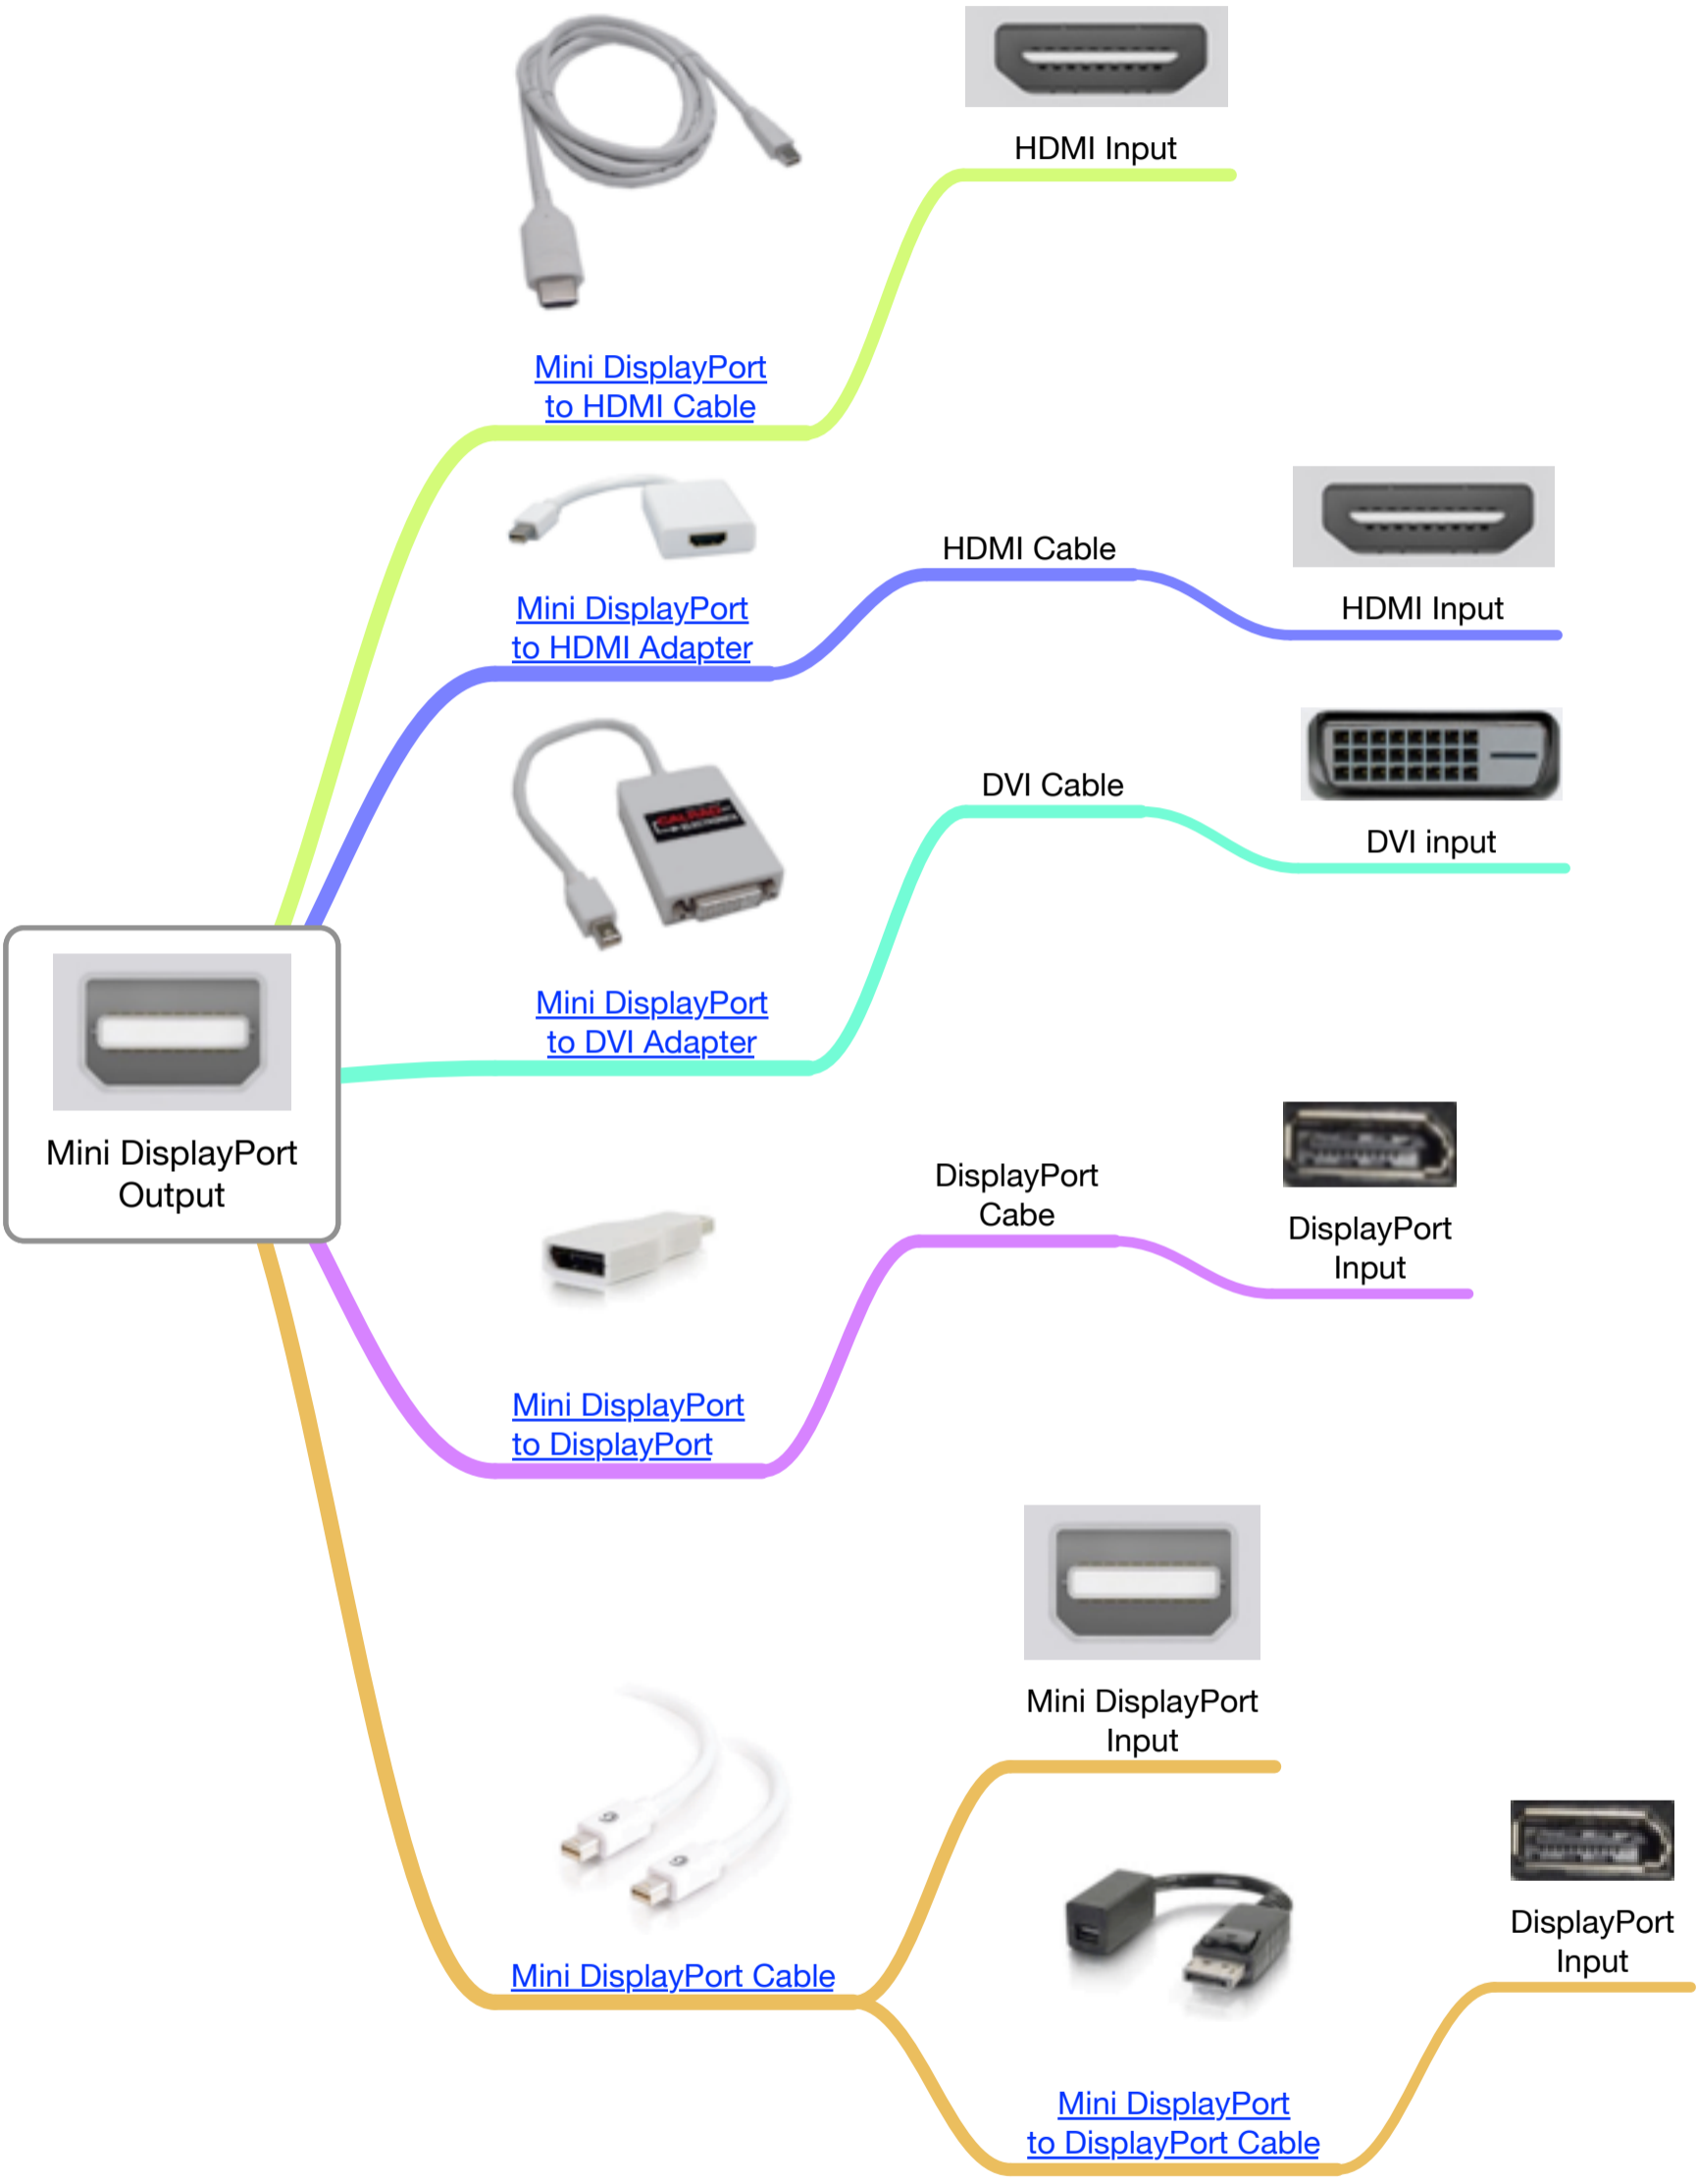 HDMI Input
Mini DisplayPort
to HDMI Cable
HDMI Cable
HDMI Input
Mini DisplayPort
to HDMI Adapter
DVI Cable
DVI input
Mini DisplayPort
to DVI Adapter
Mini DisplayPort
Output
DisplayPort
Cabe
DisplayPort
Input
Mini DisplayPort
to DisplayPort
Mini DisplayPort
Input
Mini DisplayPort Cable
DisplayPort
Input
Mini DisplayPort
to DisplayPort Cable